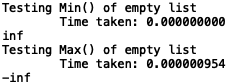 Testing Min() of empty list
        Time taken: 0.000000000
inf
Testing Max() of empty list
        Time taken: 0.000000954
-inf